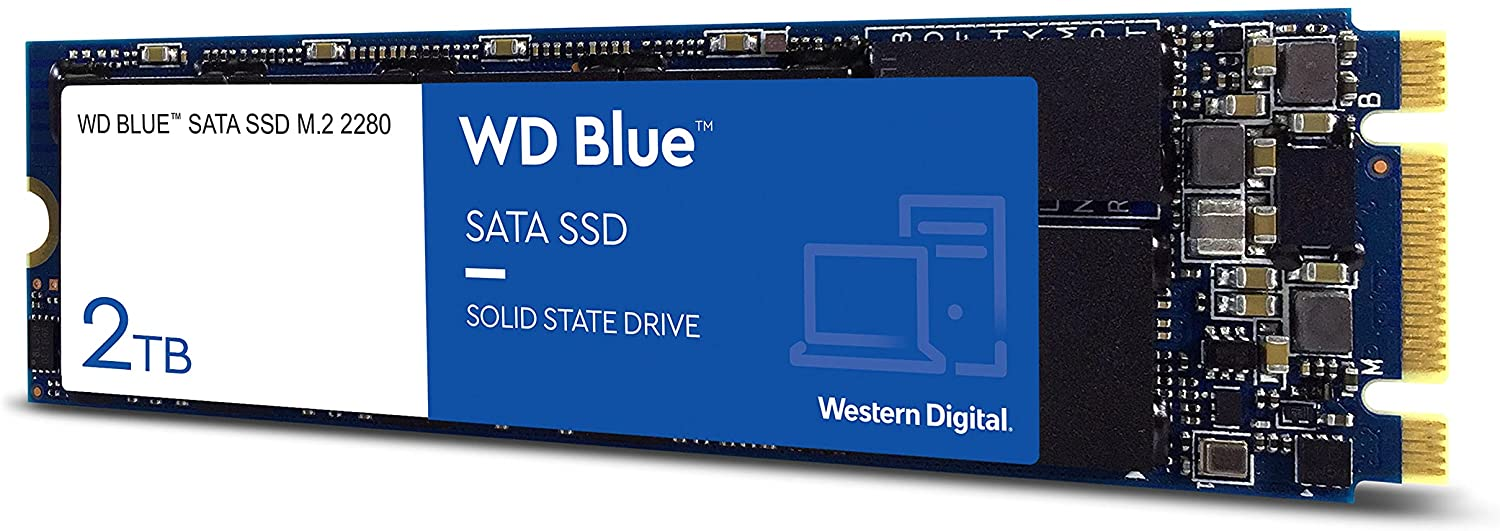 WD BLUE™ SATA SSD M.2 2280
2TB
WD Blue™
SATA SSD
SOLID STATE DRIVE
Western Digital.
B
M